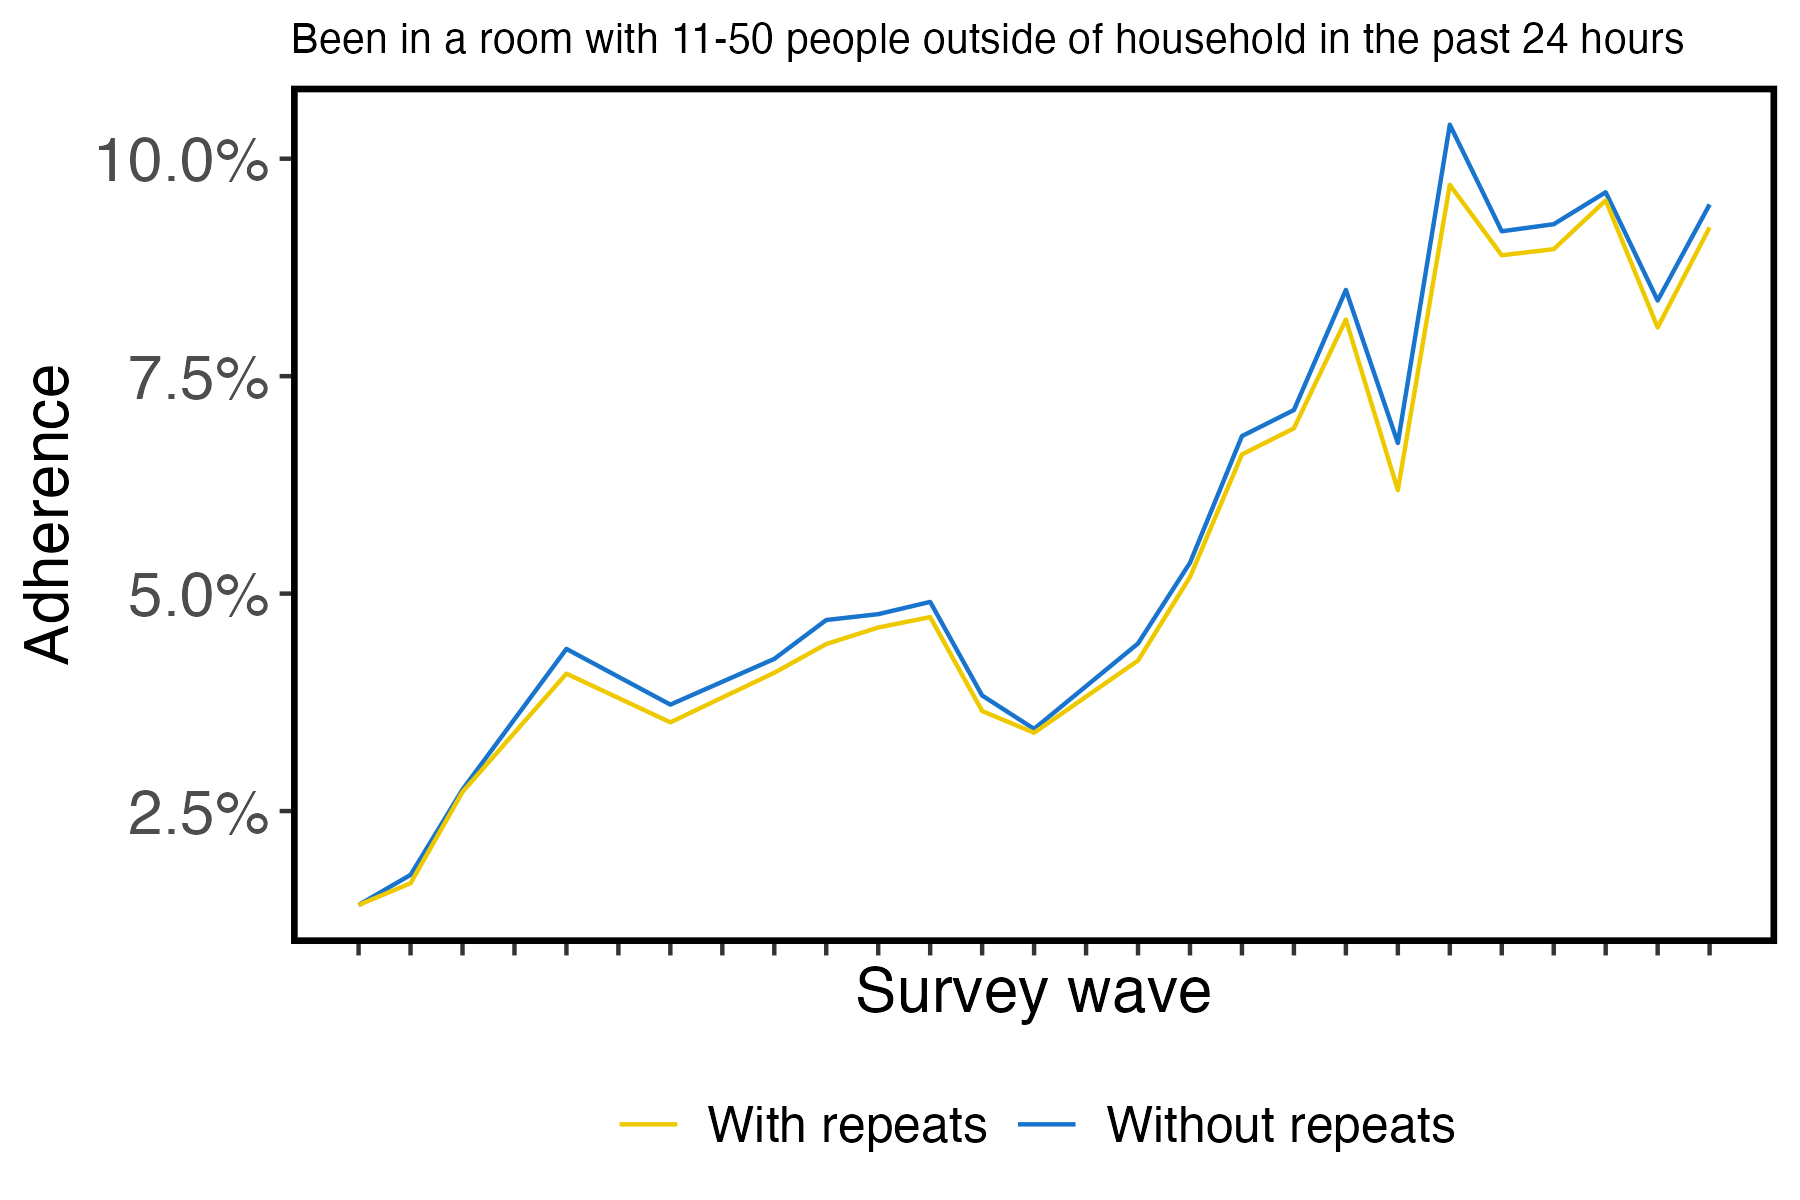 Been in a room with 11-50 people outside of household in the past 24 hours
10.0%
7.5%
5.0%
2.5%
Adherence
Survey wave
With repeats
Without repeats